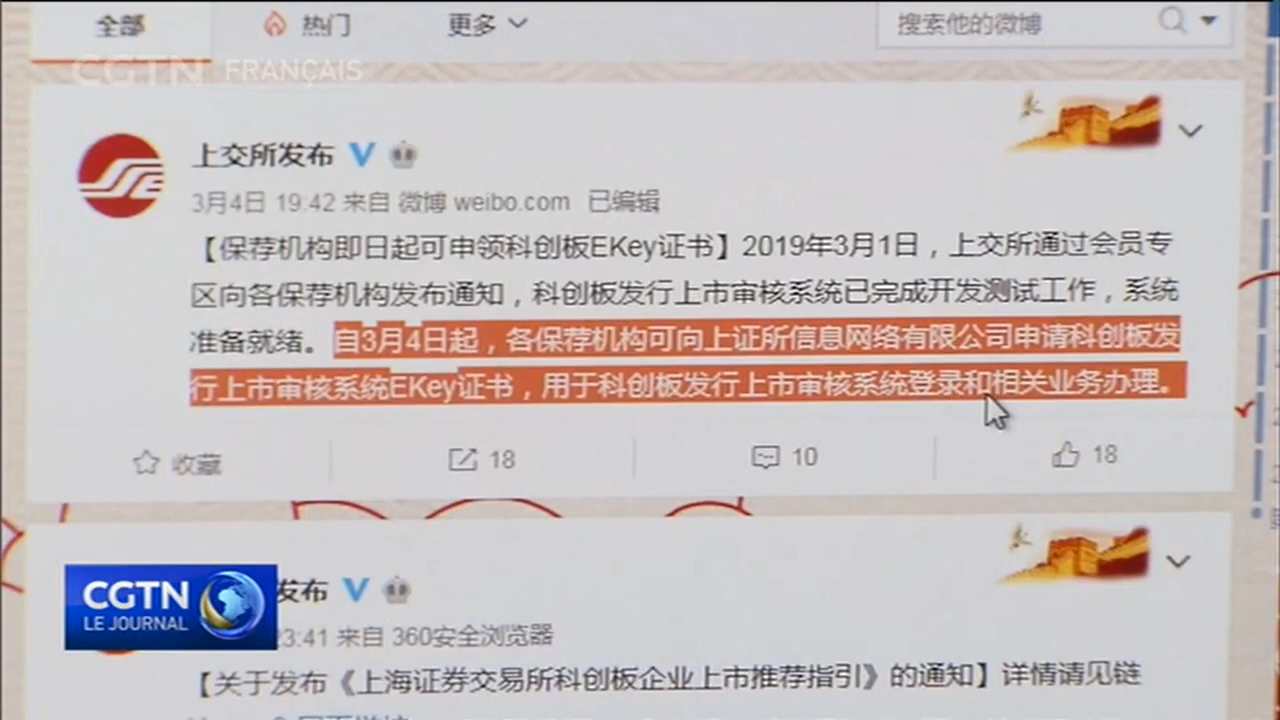 全部 热门 更多 搜索他的微博
CGTN FRANÇAIS
上交所发布
3月4日 19:42 来自 微博 weibo.com 已编辑
【保荐机构即日起可申领科创板EKey证书】2019年3月1日，上交所通过会员专
区向各保荐机构发布通知，科创板发行上市审核系统已完成开发测试工作，系统
准备就绪。自3月4日起，各保荐机构可向上证所信息网络有限公司申请科创板发
行上市审核系统EKey证书，用于科创板发行上市审核系统登录和相关业务办理。
收藏 18 10 18
发布
CGTN
LE JOURNAL
23:41 来自 360安全浏览器
【关于发布《上海证券交易所科创板企业上市推荐指引》的通知】详情请见链